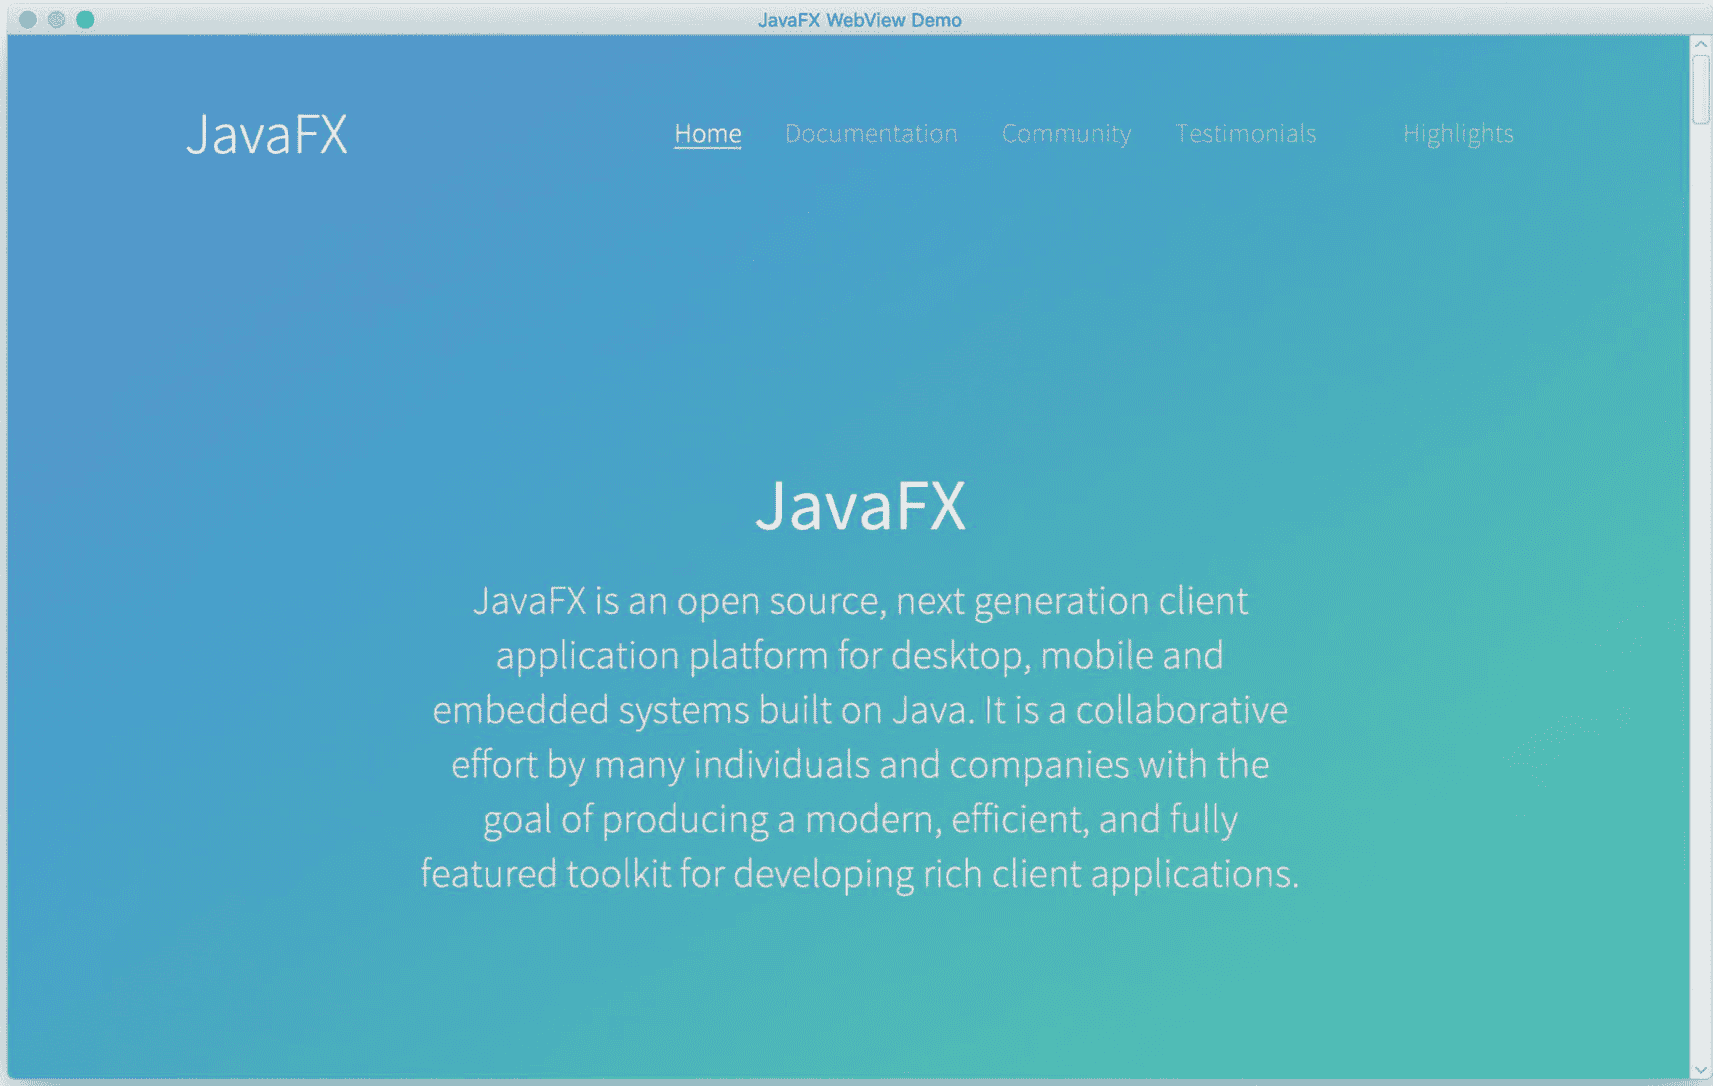 JavaFX WebView Demo
JavaFX
Home Documentation Community Testimonials Highlights
JavaFX
JavaFX is an open source, next generation client
application platform for desktop, mobile and
embedded systems built on Java. It is a collaborative
effort by many individuals and companies with the
goal of producing a modern, efficient, and fully
featured toolkit for developing rich client applications.